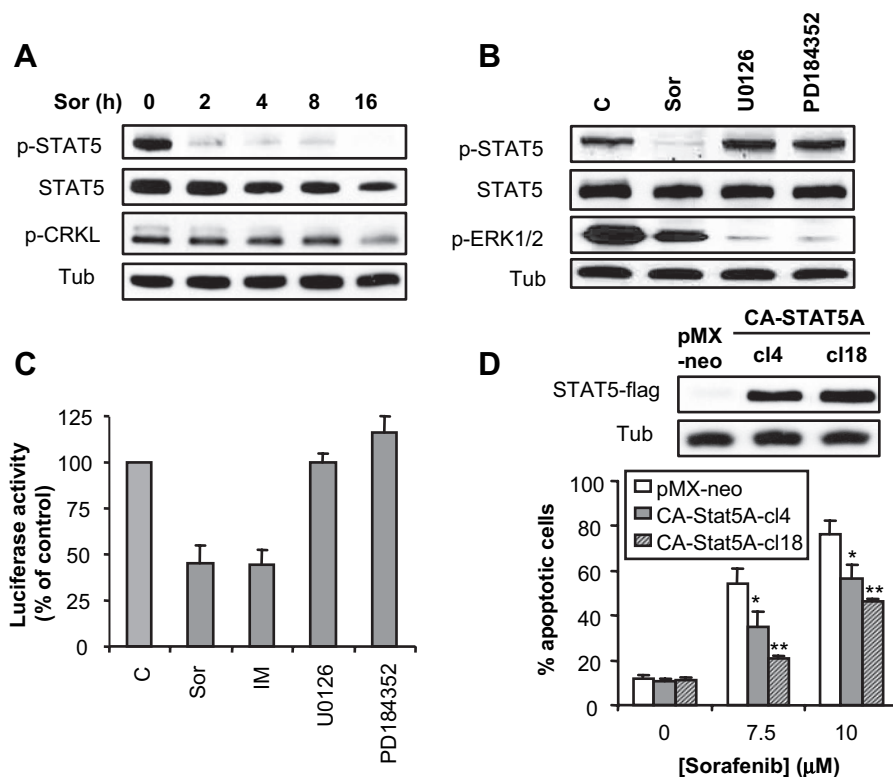 A
Sor (h) 0 2 4 8 16
p-STAT5
STAT5
p-CRKL
Tub
B
C Sor U0126 PD184352
p-STAT5
STAT5
p-ERK1/2
Tub
C
Luciferase activity
(% of control)
125
100
75
50
25
0
C Sor IM U0126 PD184352
D
pMX
-neo
CA-STAT5A
cl4 cl18
STAT5-flag
Tub
% apoptotic cells
100
80
60
40
20
0
pMX-neo
CA-Stat5A-cl4
CA-Stat5A-cl18
* ** * **
0 7.5 10
[Sorafenib] (μM)